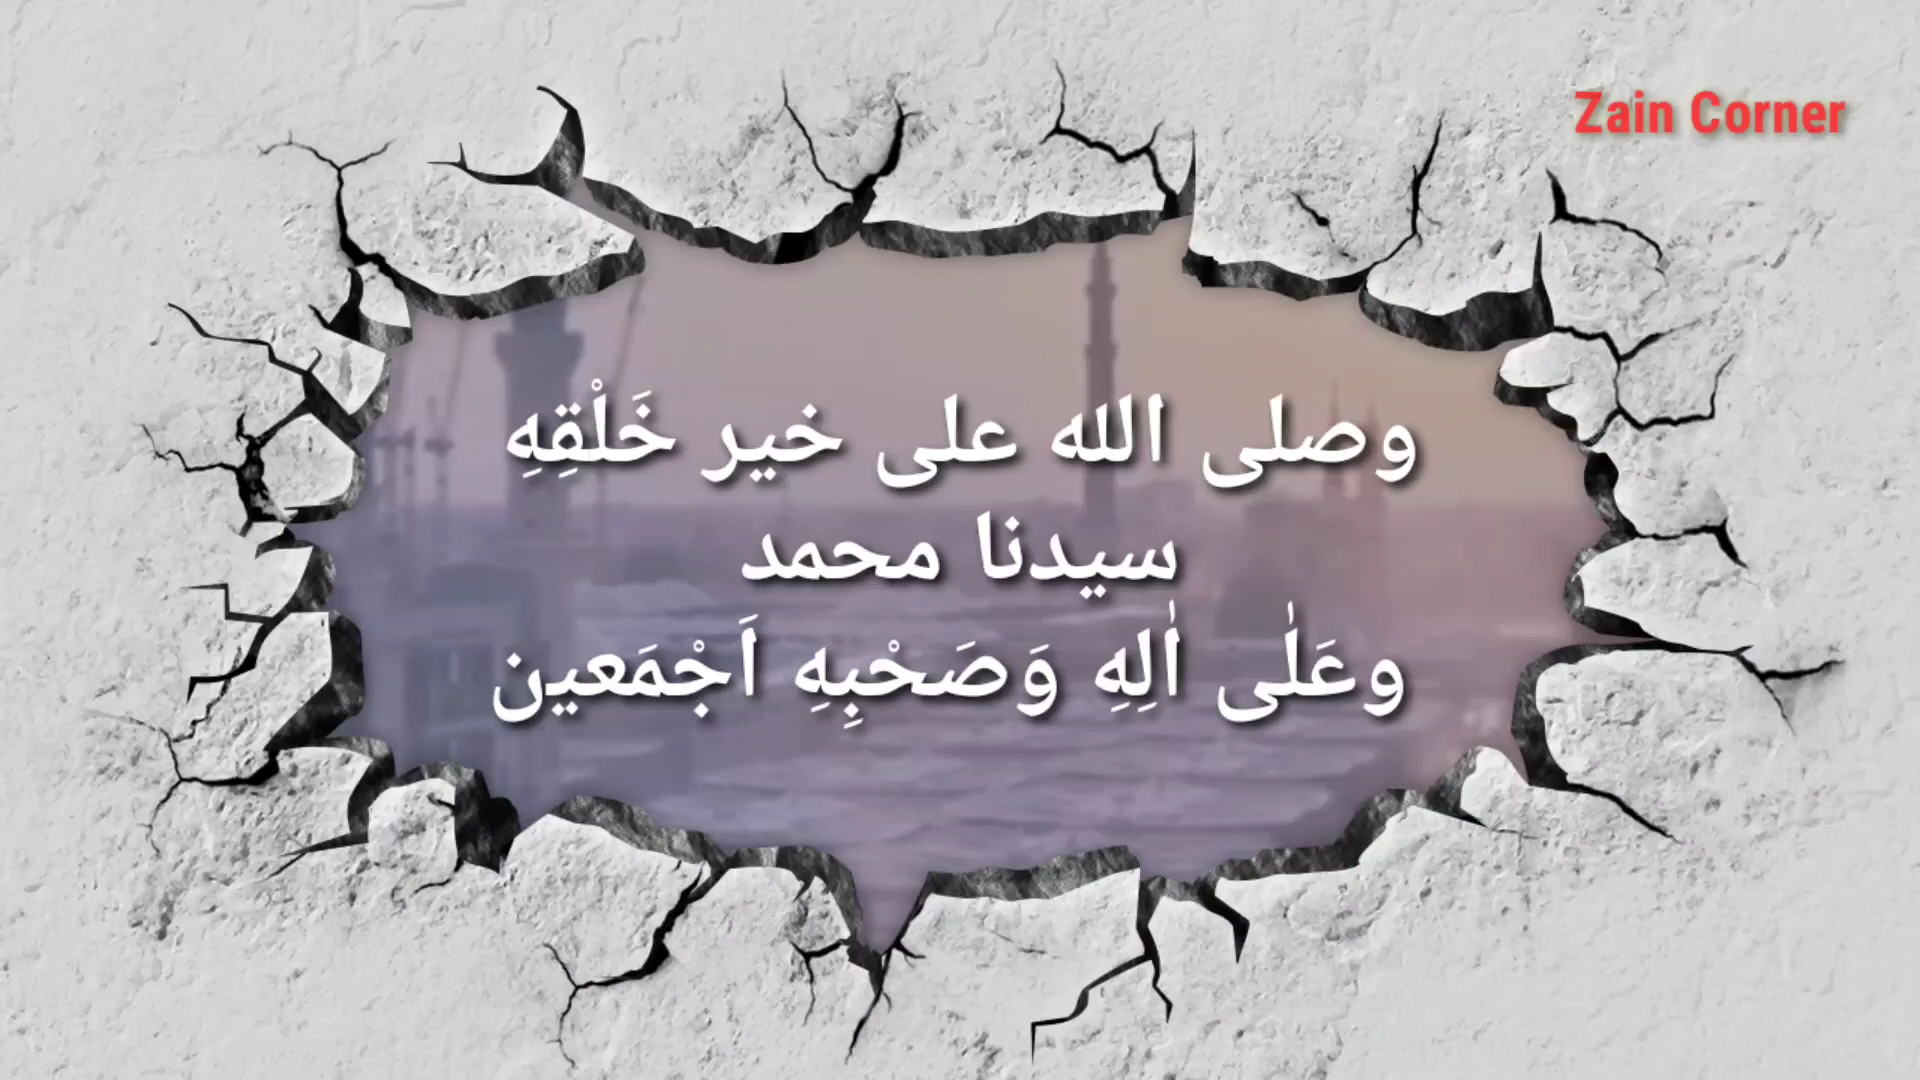 Zain Corner
وصلى الله على خير خَلْقِهِ
سيدنا محمد
وعَلٰى اٰلِهِ وَصَحْبِهِ اَجْمَعين